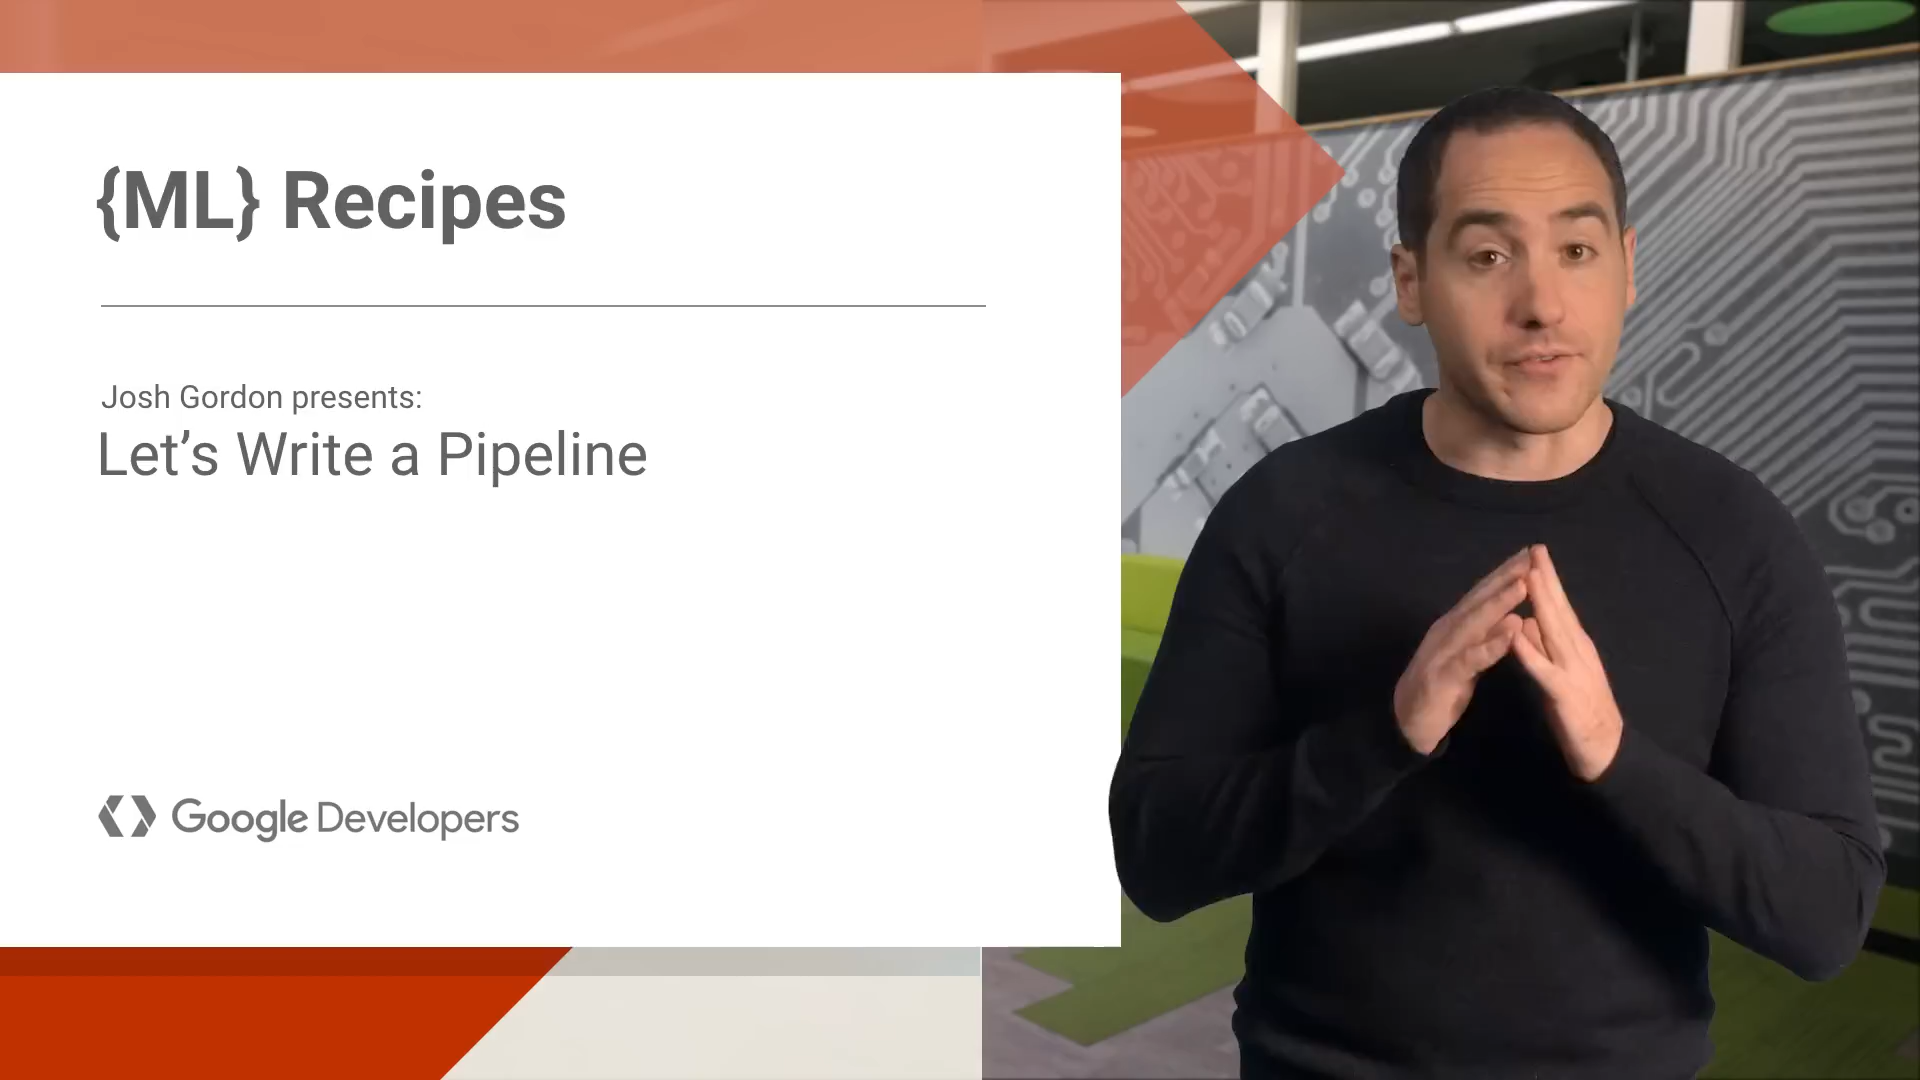 {ML} Recipes
Josh Gordon presents:
Let’s Write a Pipeline
Google Developers